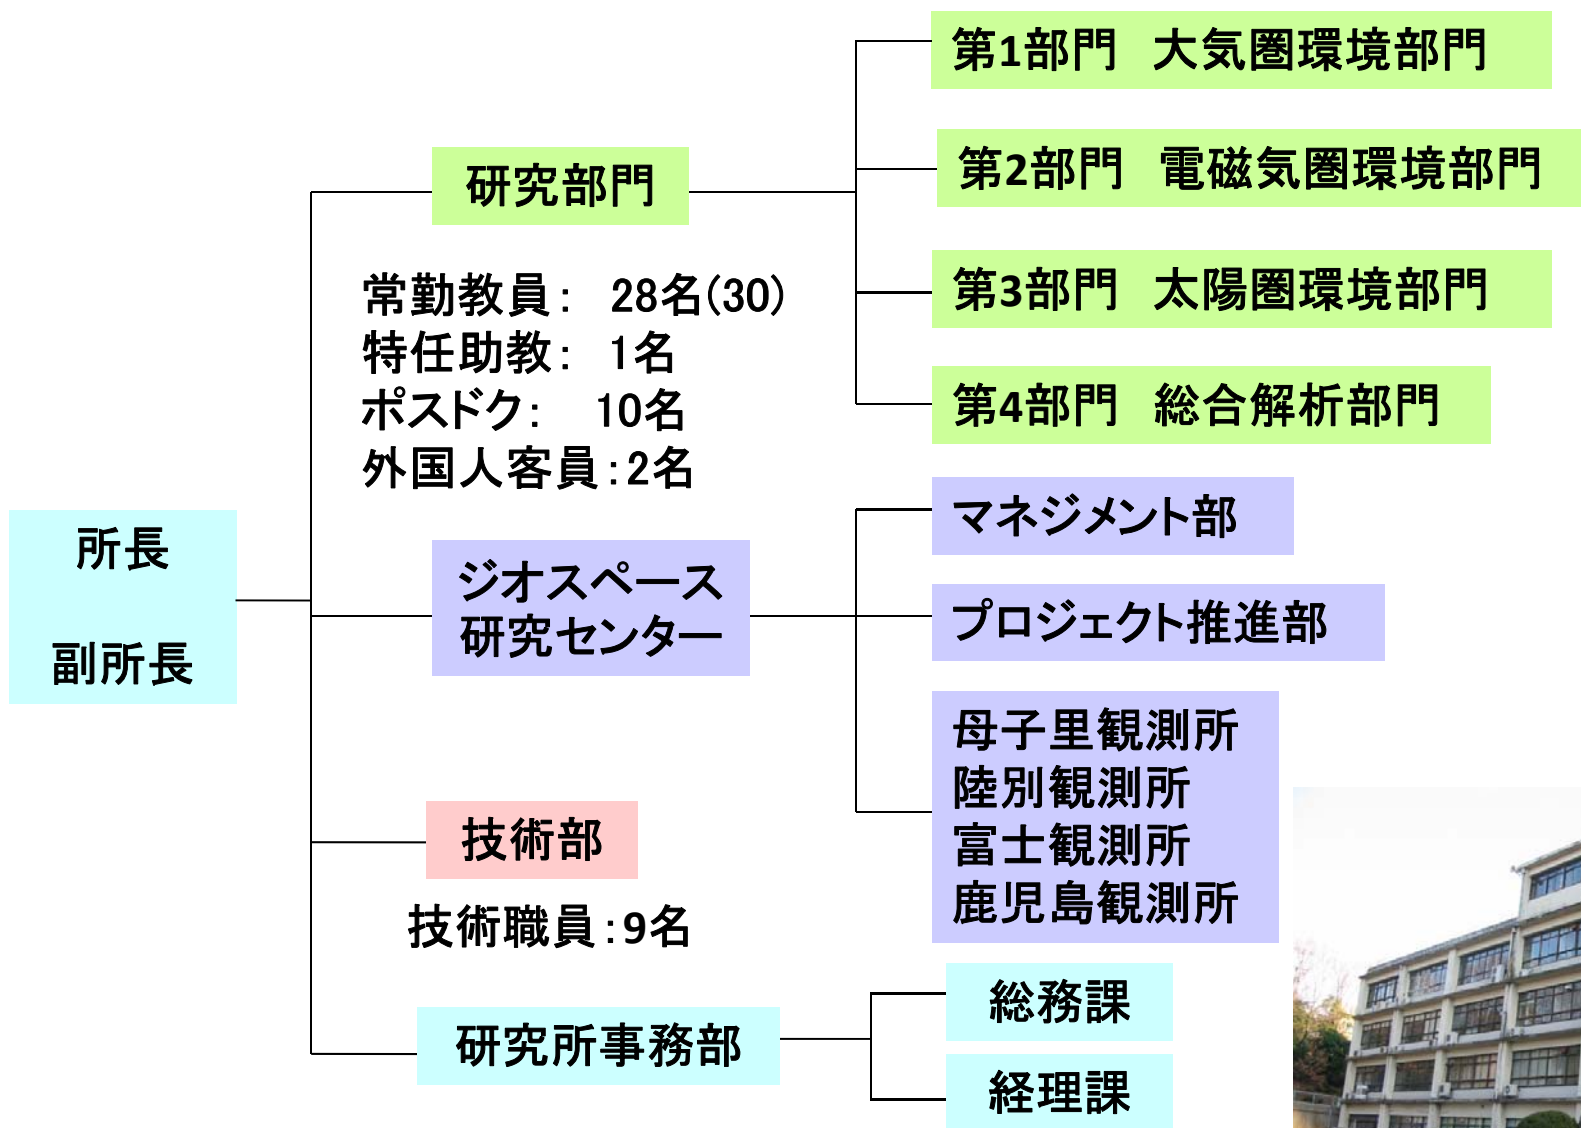 所長
副所長
研究部門
常勤教員： 28名(30)
特任助教： 1名
ポスドク： 10名
外国人客員：2名
第1部門 大気圏環境部門
第2部門 電磁気圏環境部門
第3部門 太陽圏環境部門
第4部門 総合解析部門
ジオスペース
研究センター
マネジメント部
プロジェクト推進部
母子里観測所
陸別観測所
富士観測所
鹿児島観測所
技術部
技術職員：9名
研究所事務部
総務課
経理課